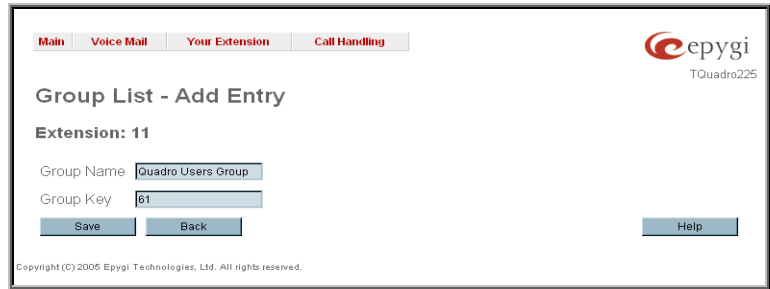 Main Voice Mail Your Extension Call Handling
epygi
TQuadro225
Group List - Add Entry
Extension: 11
Group Name Quadro Users Group
Group Key 61
Save Back Help
Copyright (C) 2005 Epygi Technologies, Ltd. All rights reserved.